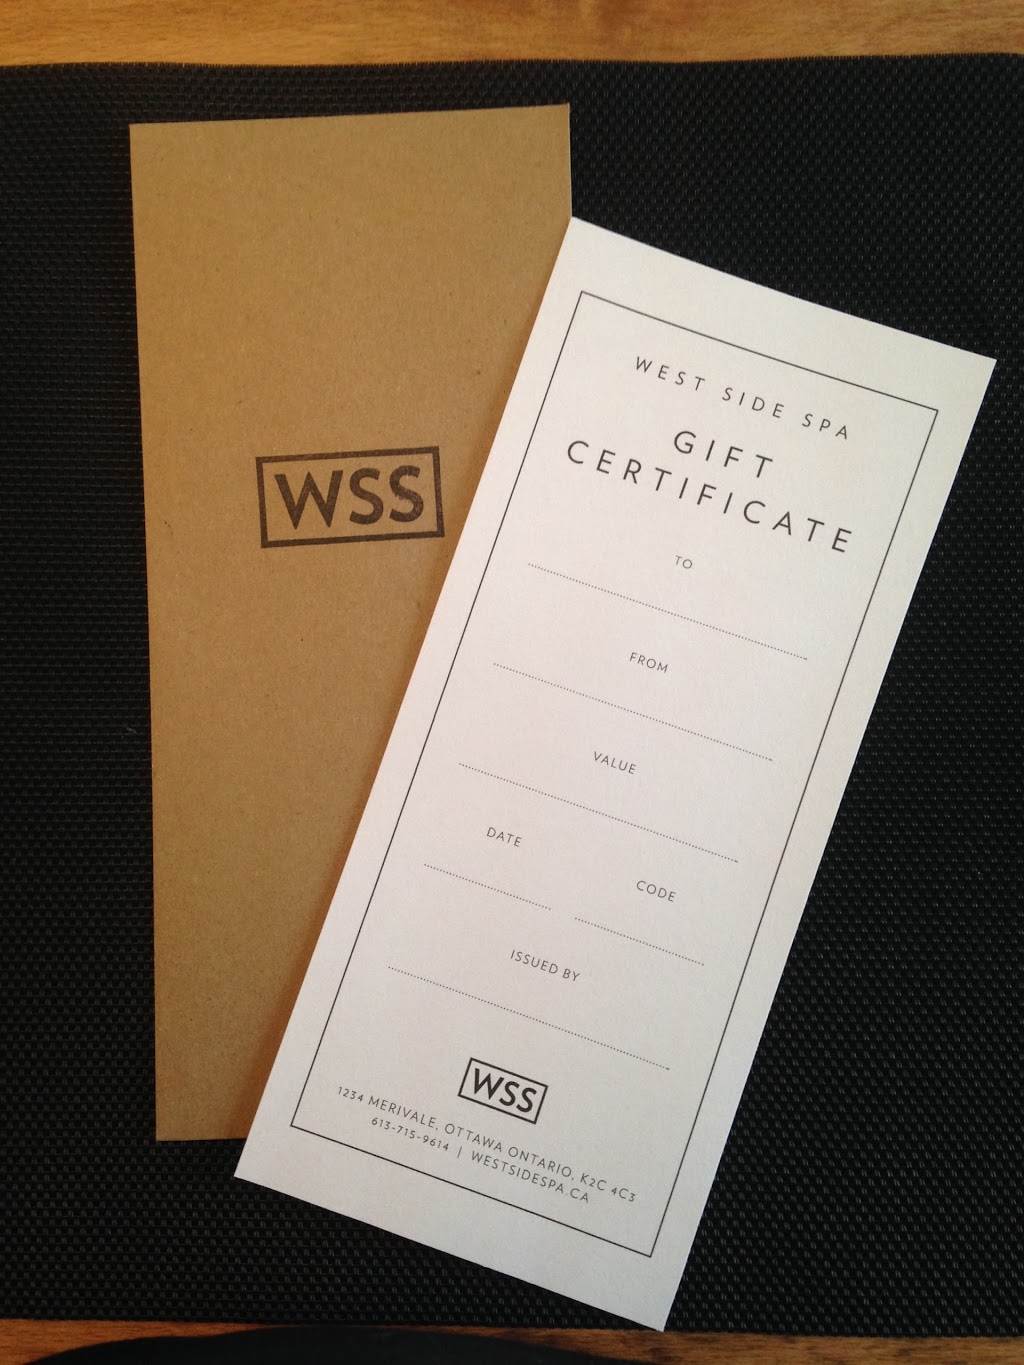 WSS
WEST SIDE SPA
GIFT
CERTIFICATE
TO
FROM
VALUE
DATE
CODE
ISSUED BY
WSS
1234 MERIVALE, OTTAWA ONTARIO, K2C 4C3
613-715-9614 | WESTSIDESPA.CA